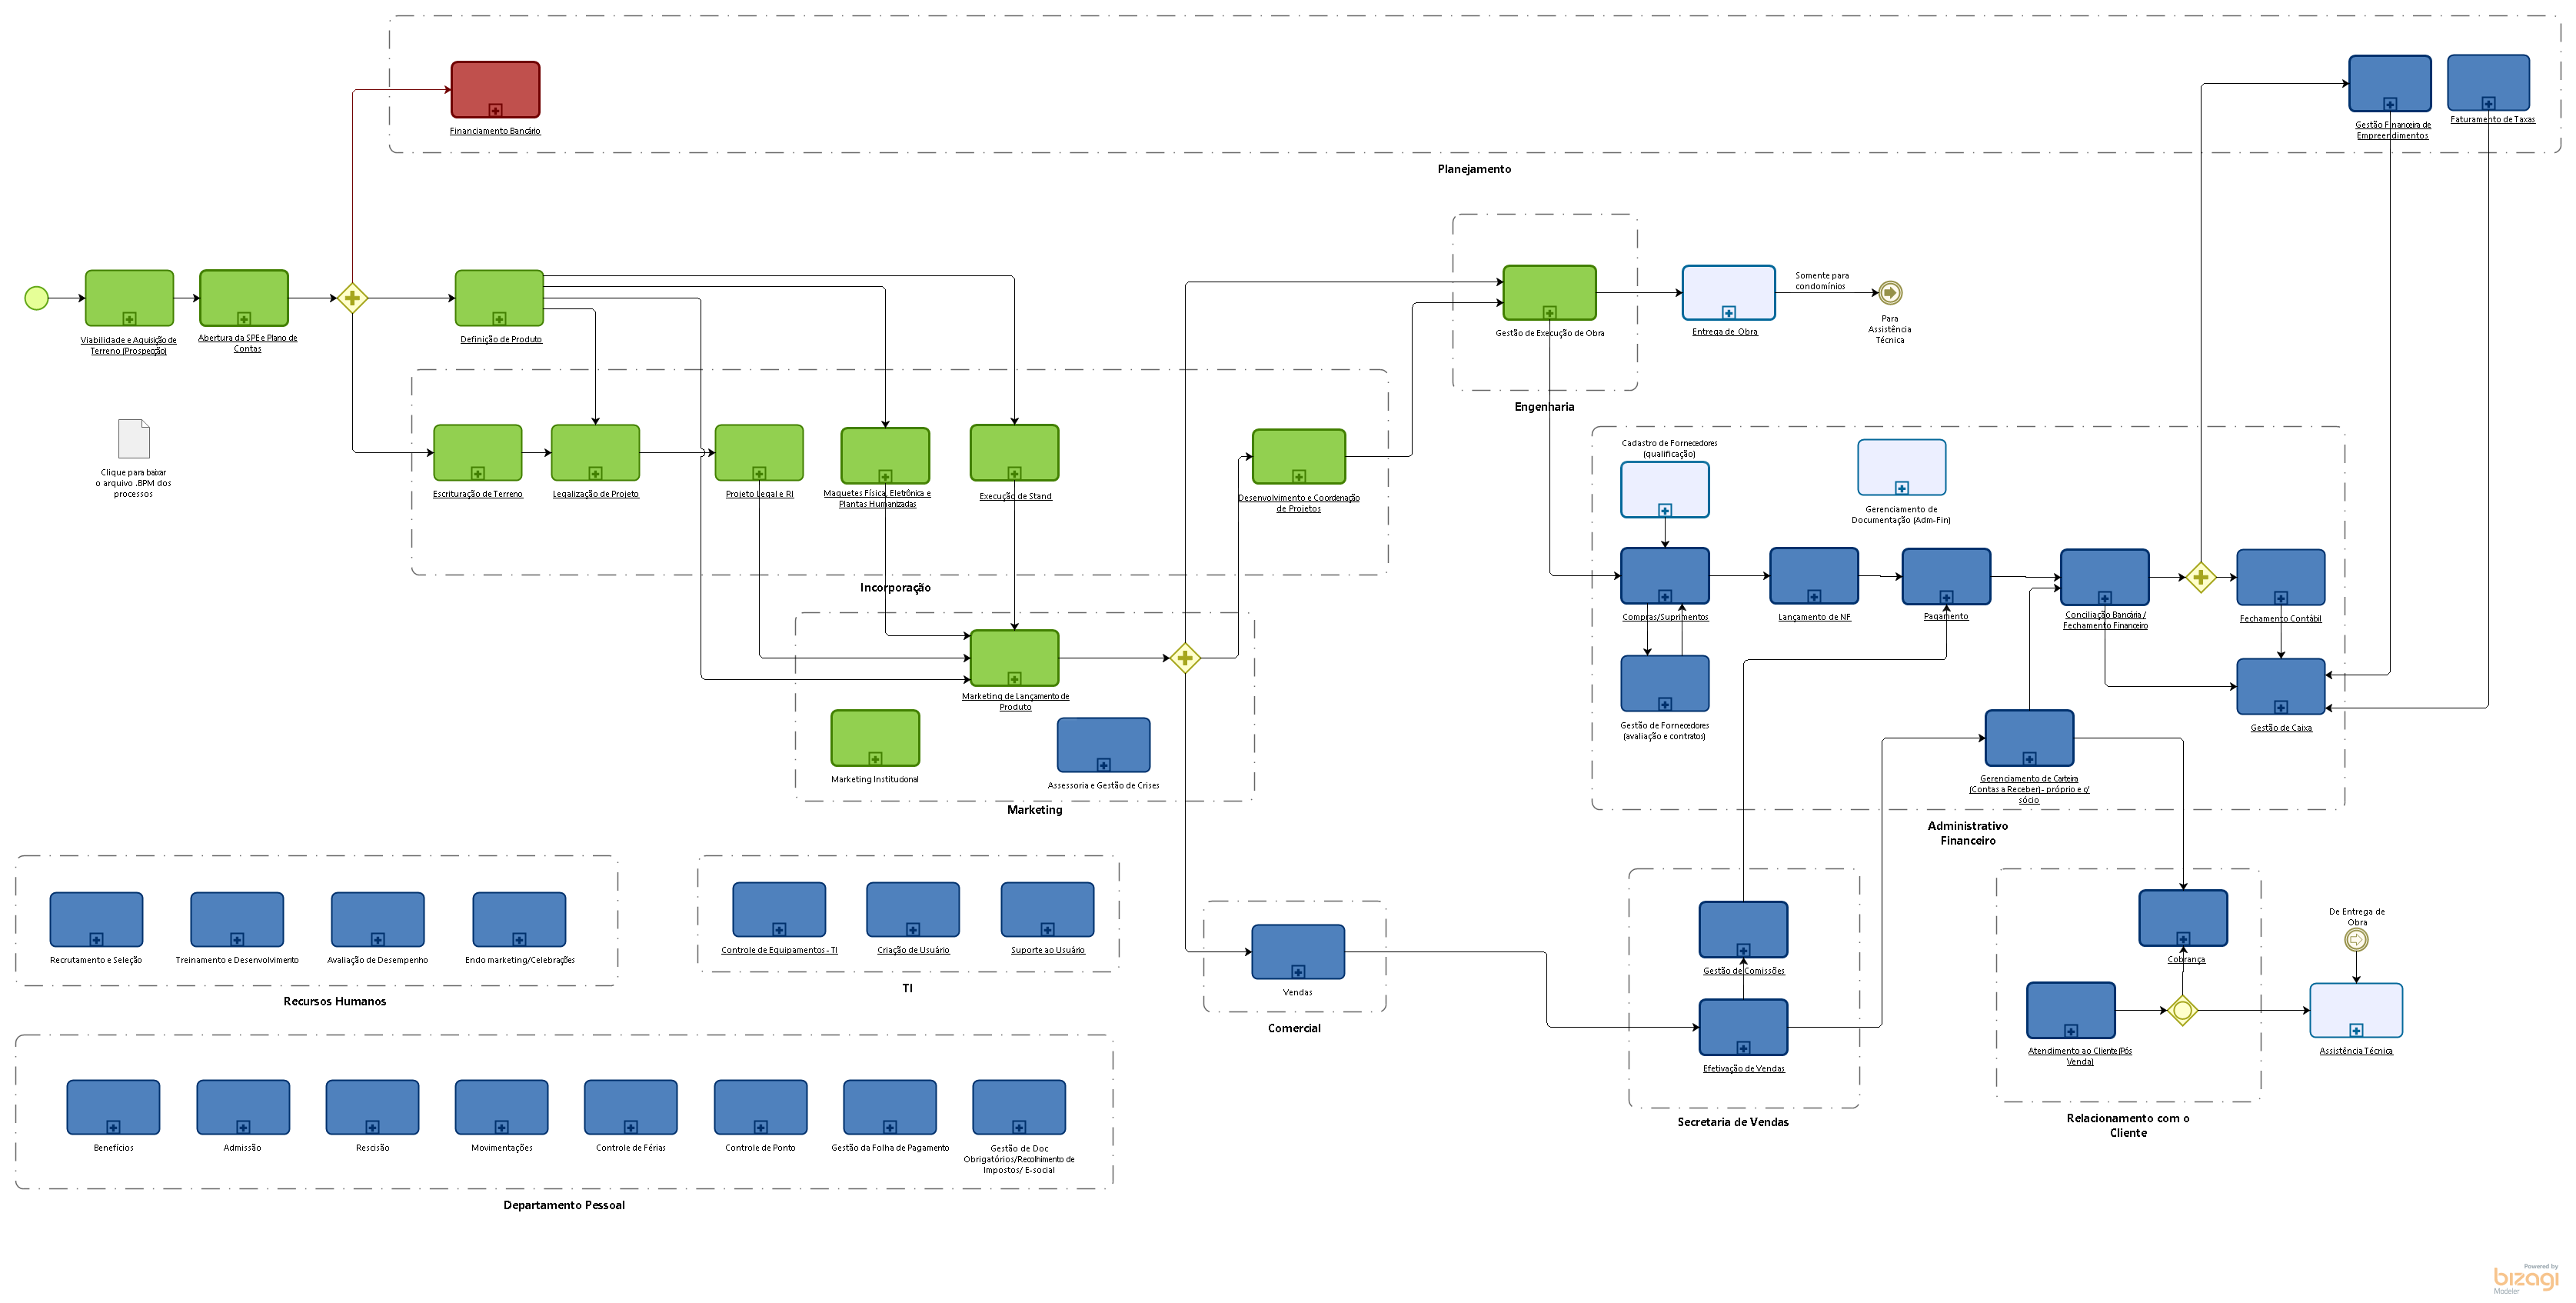 Financiamento Bancário
Gestão Financeira de
Empreendimentos
Faturamento de Taxas
Planejamento
Viabilidade e Aquisição de
Terreno (Prospecção)
Abertura da SPE e Plano de
Contas
Definição de Produto
Gestão de Execução de Obra
Entrega de Obra
Somente para
condomínios
Para
Assistência
Técnica
Engenharia
Clique para baixar
o arquivo .BPM dos
processos
Escrituração de Terreno
Legalização de Projeto
Projeto Legal e RI
Maquetes Física, Eletrônica e
Plantas Humanizadas
Execução de Stand
Desenvolvimento e Coordenação
de Projetos
Incorporação
Cadastro de Fornecedores
(qualificação)
Gerenciamento de
Documentação (Adm-Fin)
Compras/Suprimentos
Lançamento de NF
Pagamento
Conciliação Bancária /
Fechamento Financeiro
Fechamento Contábil
Gestão de Fornecedores
(avaliação e contratos)
Gestão de Caixa
Gerenciamento de Carteira
(Contas a Receber) - próprio e c/
sócio
Administrativo
Financeiro
Marketing de Lançamento de
Produto
Marketing Institucional
Assessoria e Gestão de Crises
Marketing
Recrutamento e Seleção
Treinamento e Desenvolvimento
Avaliação de Desempenho
Endo marketing/Celebrações
Recursos Humanos
Controle de Equipamentos - TI
Criação de Usuário
Suporte ao Usuário
TI
Vendas
Comercial
Gestão de Comissões
Efetivação de Vendas
Secretaria de Vendas
Cobrança
Atendimento ao Cliente(Pós
Venda)
Relacionamento com o
Cliente
De Entrega de
Obra
Assistência Técnica
Benefícios
Admissão
Rescisão
Movimentações
Controle de Férias
Controle de Ponto
Gestão da Folha de Pagamento
Gestão de Doc
Obrigatórios/Recolhimento de
Impostos/ E-social
Departamento Pessoal
Powered by
bizagi
Modeler